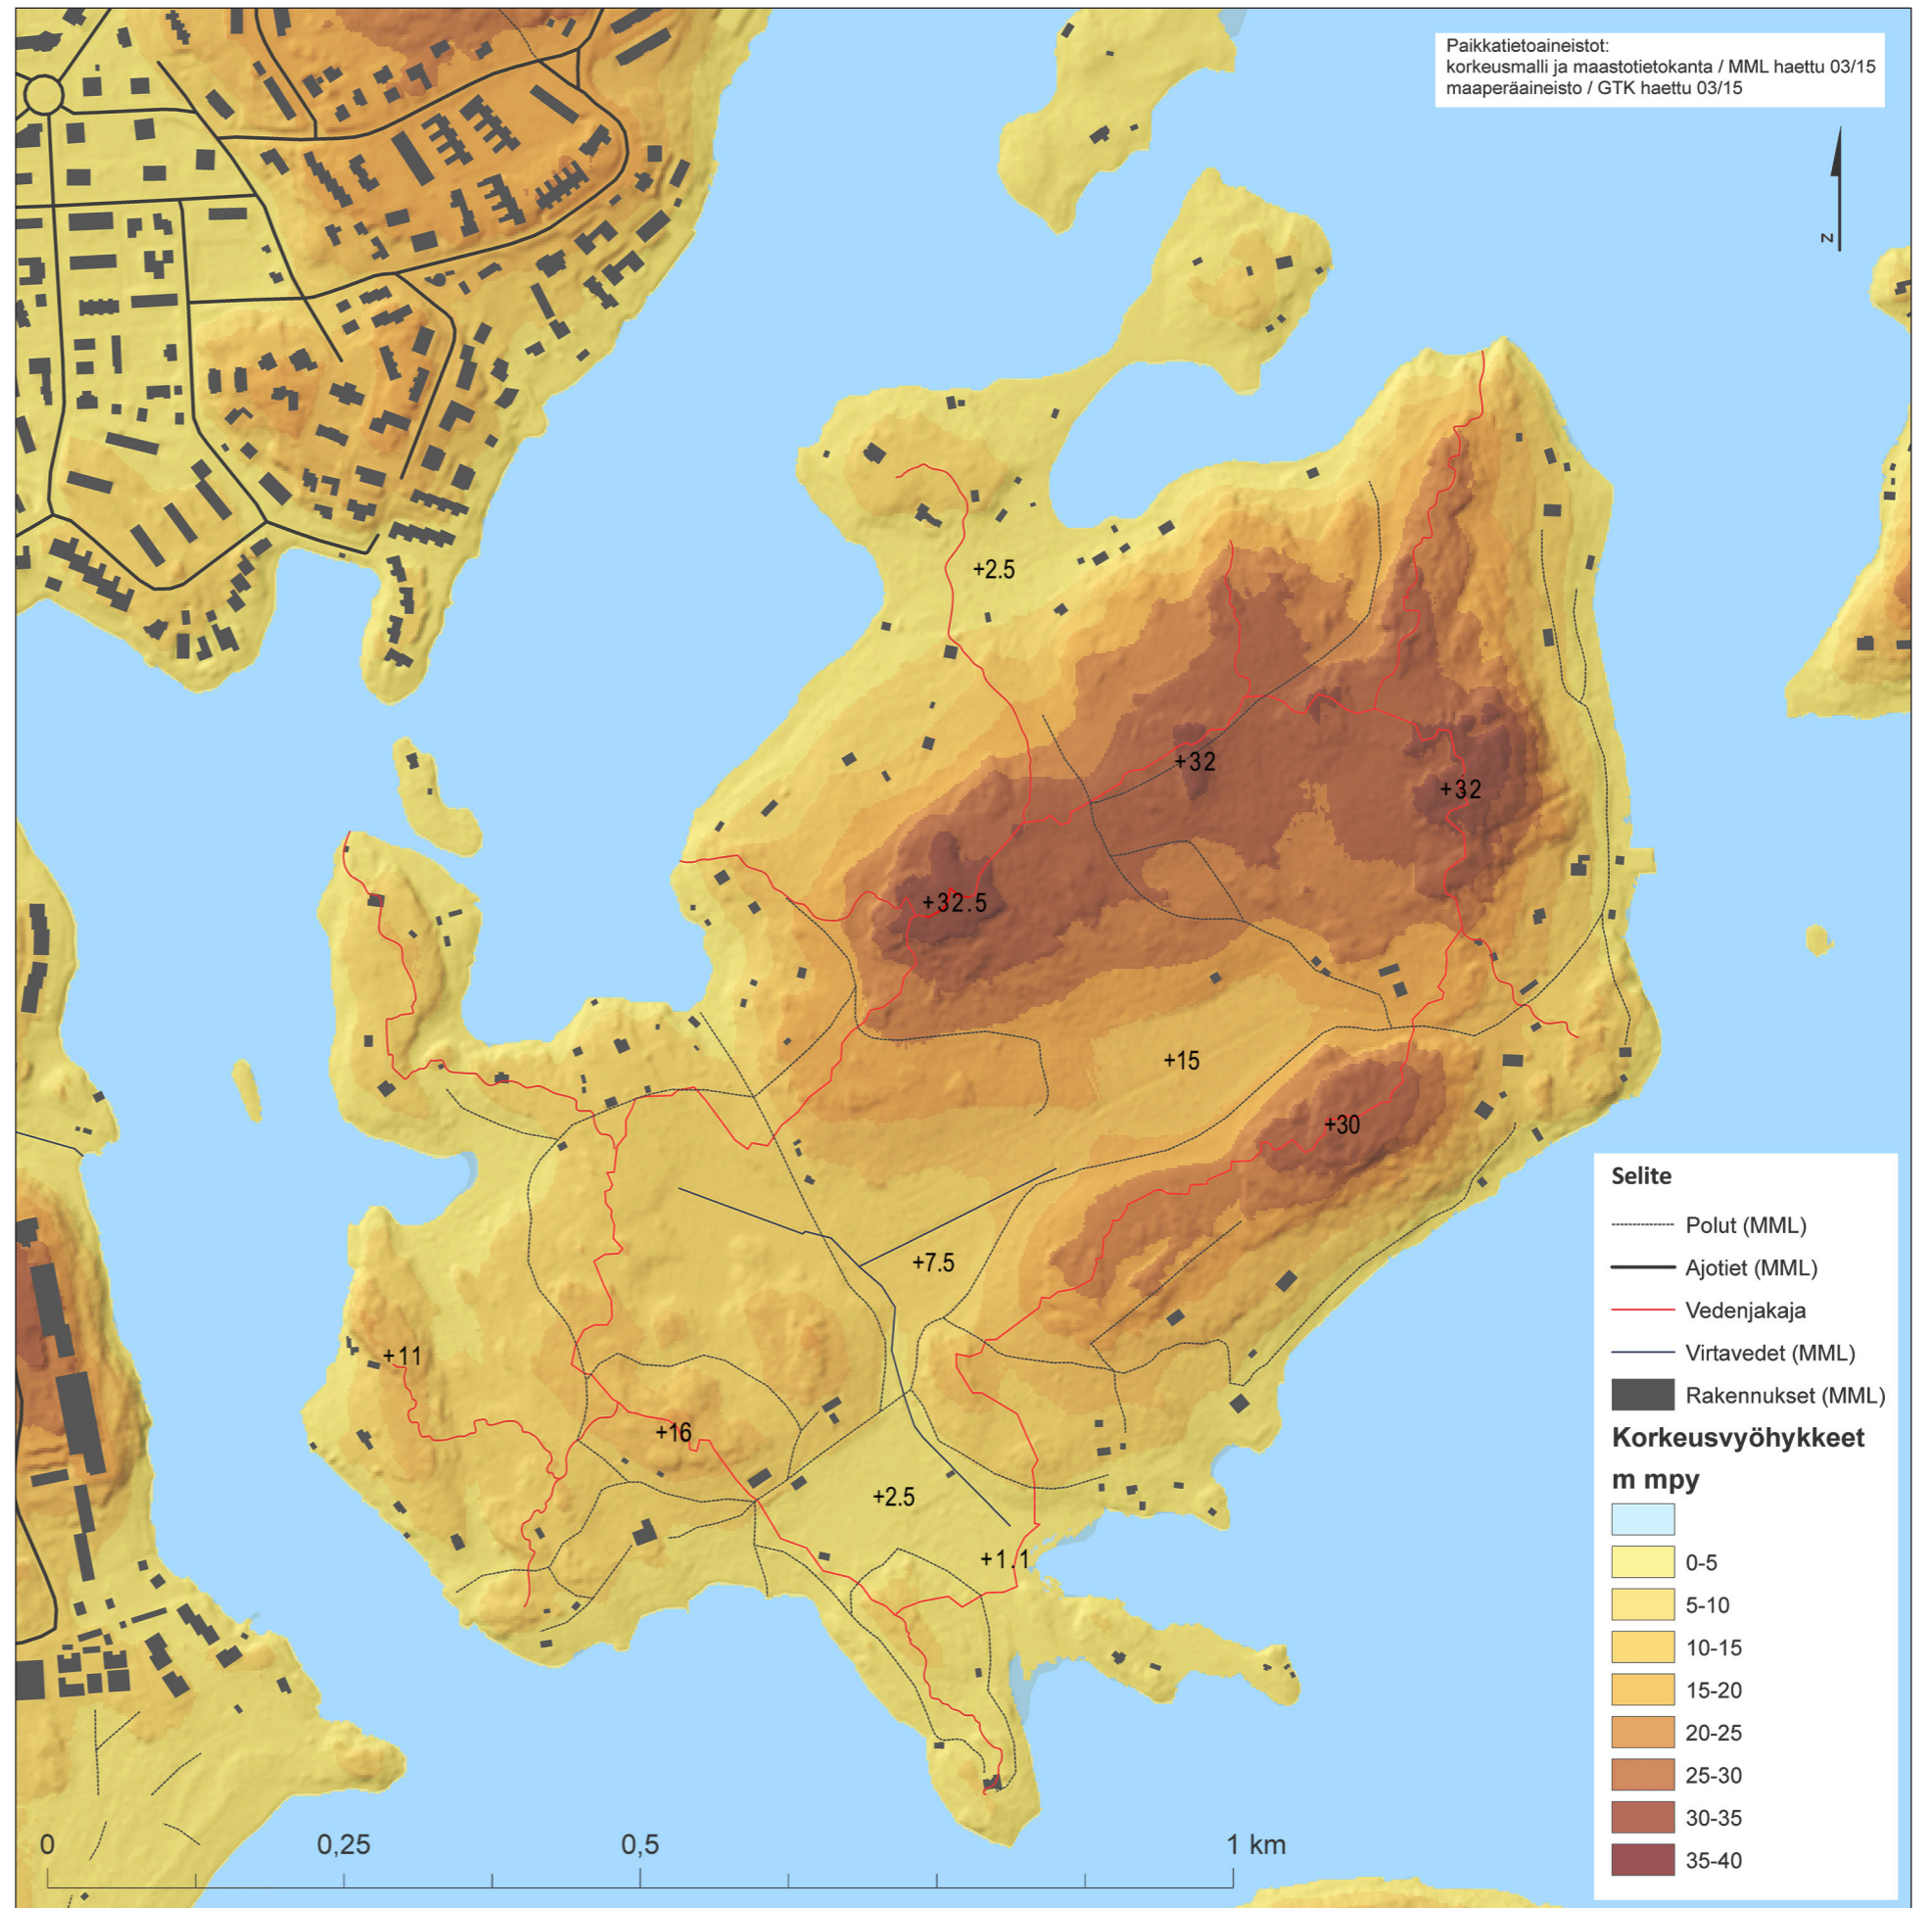 Paikkatietoaineistot:
korkeusmalli ja maastotietokanta / MML haettu 03/15
maaperäaineisto / GTK haettu 03/15
N
+2.5
+32
+32
+32.5
+15
+30
+7.5
+11
+16
+2.5
+1.1
Selite
Polut (MML)
Ajotiet (MML)
Vedenjakaja
Virtavedet (MML)
Rakennukset (MML)
Korkeusvyöhykkeet
m mpy
0-5
5-10
10-15
15-20
20-25
25-30
30-35
35-40
0 0,25 0,5 1 km